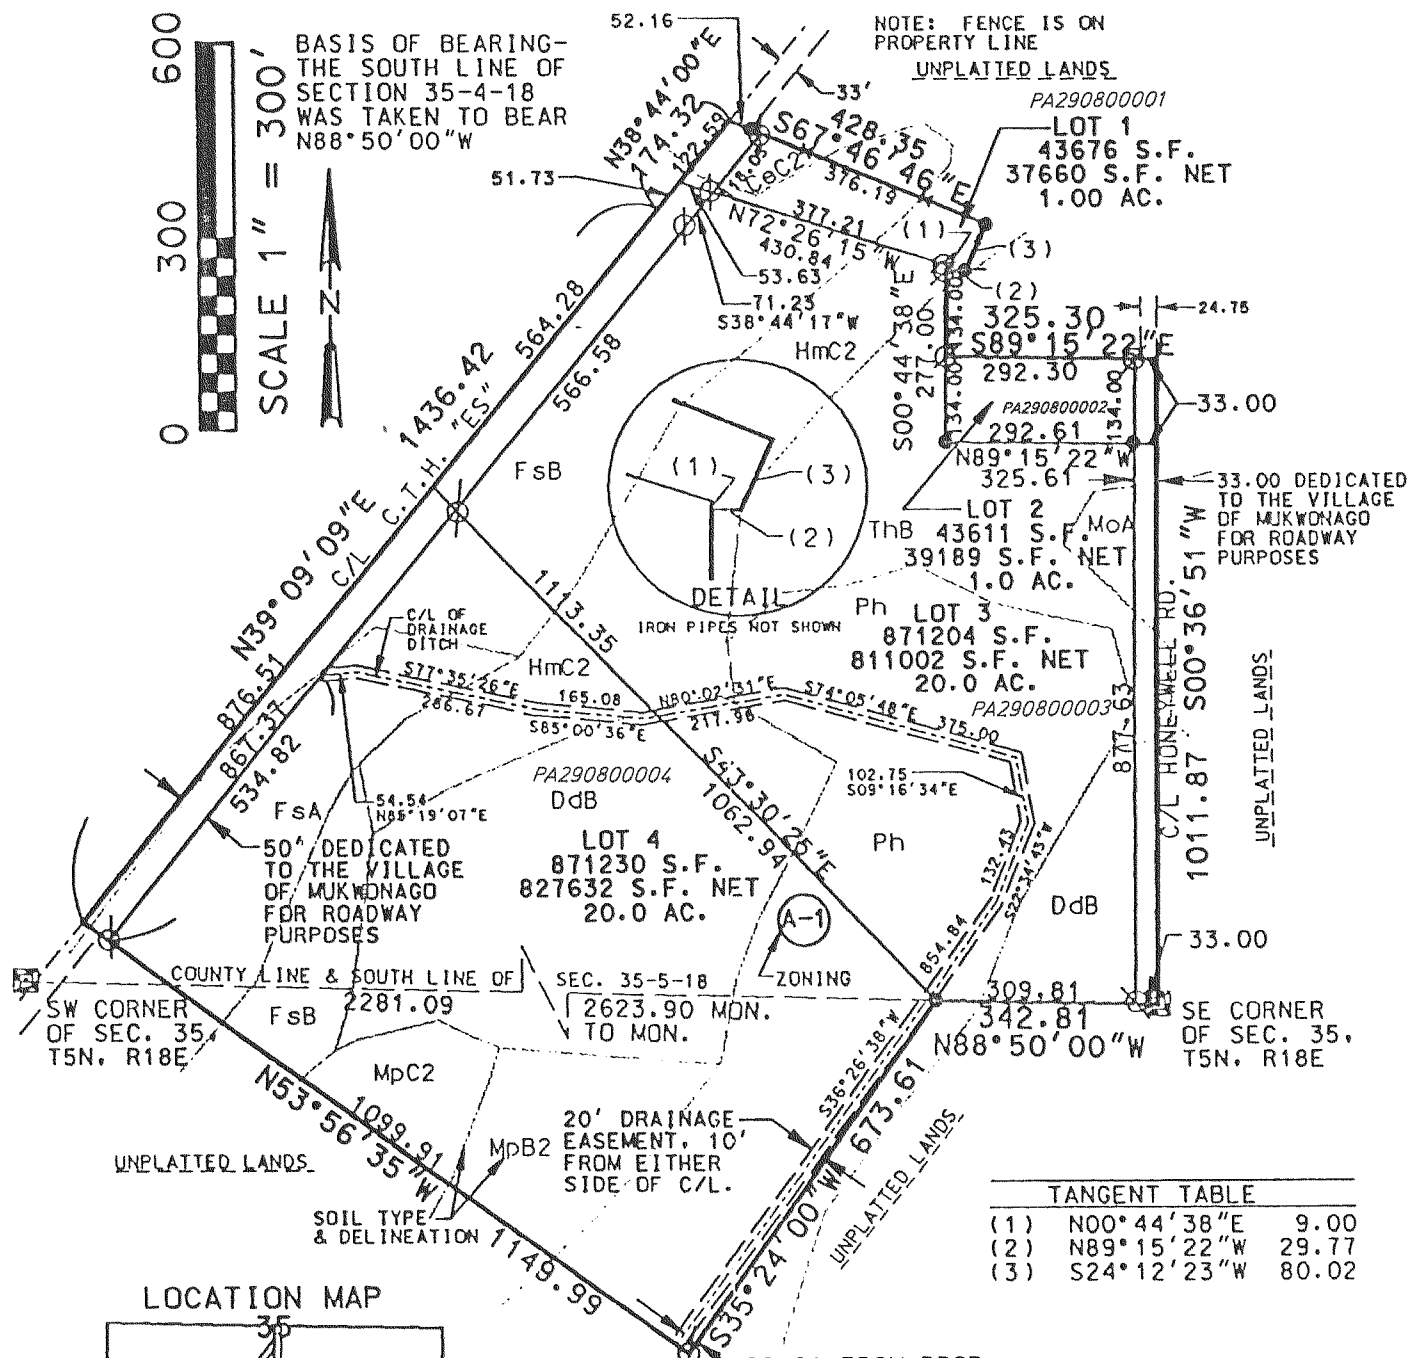 600
300
0
SCALE 1" = 300'
BASIS OF BEARING-
THE SOUTH LINE OF
SECTION 35-4-18
WAS TAKEN TO BEAR
N88°50'00"W
N
52.16
NOTE: FENCE IS ON
PROPERTY LINE
UNPLATTED LANDS
PA290800001
33'
LOT 1
43676 S.F.
37660 S.F. NET
1.00 AC.
N38°44'00"E
174.32
122.59
51.73
428.35
S67°46'46"E
376.19
CeC2
377.21
N72°26'15"W
430.84
53.63
71.23
S38°44'17"W
(1)
(3)
(2)
S00°44'38"E
277.00
134.00
134.00
325.30
S89°15'22"E
292.30
24.75
134.00
33.00
PA290800002
292.61
N89°15'22"W
325.61
33.00 DEDICATED
TO THE VILLAGE
OF MUKWONAGO
FOR ROADWAY
PURPOSES
HmC2
564.28
566.58
1436.42
"ES"
C.T.H.
C/L
N39°09'09"E
FsB
(1)
(3)
(2)
DETAIL
IRON PIPES NOT SHOWN
ThB
LOT 2
43611 S.F.
39189 S.F. NET
1.0 AC.
MoA
Ph
LOT 3
871204 S.F.
811002 S.F. NET
20.0 AC.
PA290800003
877.63
C/L HONEYWELL RD.
1011.87 S00°36'51"W
UNPLATTED LANDS
1113.35
C/L OF
DRAINAGE
DITCH
HmC2
S77°35'26"E
286.67
165.08
S85°00'36"E
N80°02'31"E
217.96
S74°05'48"E
375.00
102.75
S09°16'34"E
132.43
S22°34'43"W
Ph
DdB
876.51
867.37
534.82
FsA
54.54
N85°19'07"E
PA290800004
DdB
LOT 4
871230 S.F.
827632 S.F. NET
20.0 AC.
S43°30'25"E
1062.94
A-1
ZONING
854.84
50' DEDICATED
TO THE VILLAGE
OF MUKWONAGO
FOR ROADWAY
PURPOSES
COUNTY LINE & SOUTH LINE OF
SEC. 35-5-18
2281.09
2623.90 MON.
TO MON.
33.00
309.81
342.81
N88°50'00"W
SW CORNER
OF SEC. 35,
T5N, R18E
SE CORNER
OF SEC. 35,
T5N, R18E
FsB
MpC2
MpB2
N53°56'35"W
1099.91
1149.99
UNPLATTED LANDS
SOIL TYPE
& DELINEATION
20' DRAINAGE
EASEMENT, 10'
FROM EITHER
SIDE OF C/L.
S36°26'38"W
S35°24'00"W 673.61
UNPLATTED LANDS
TANGENT TABLE
(1) N00°44'38"E 9.00
(2) N89°15'22"W 29.77
(3) S24°12'23"W 80.02
LOCATION MAP
35